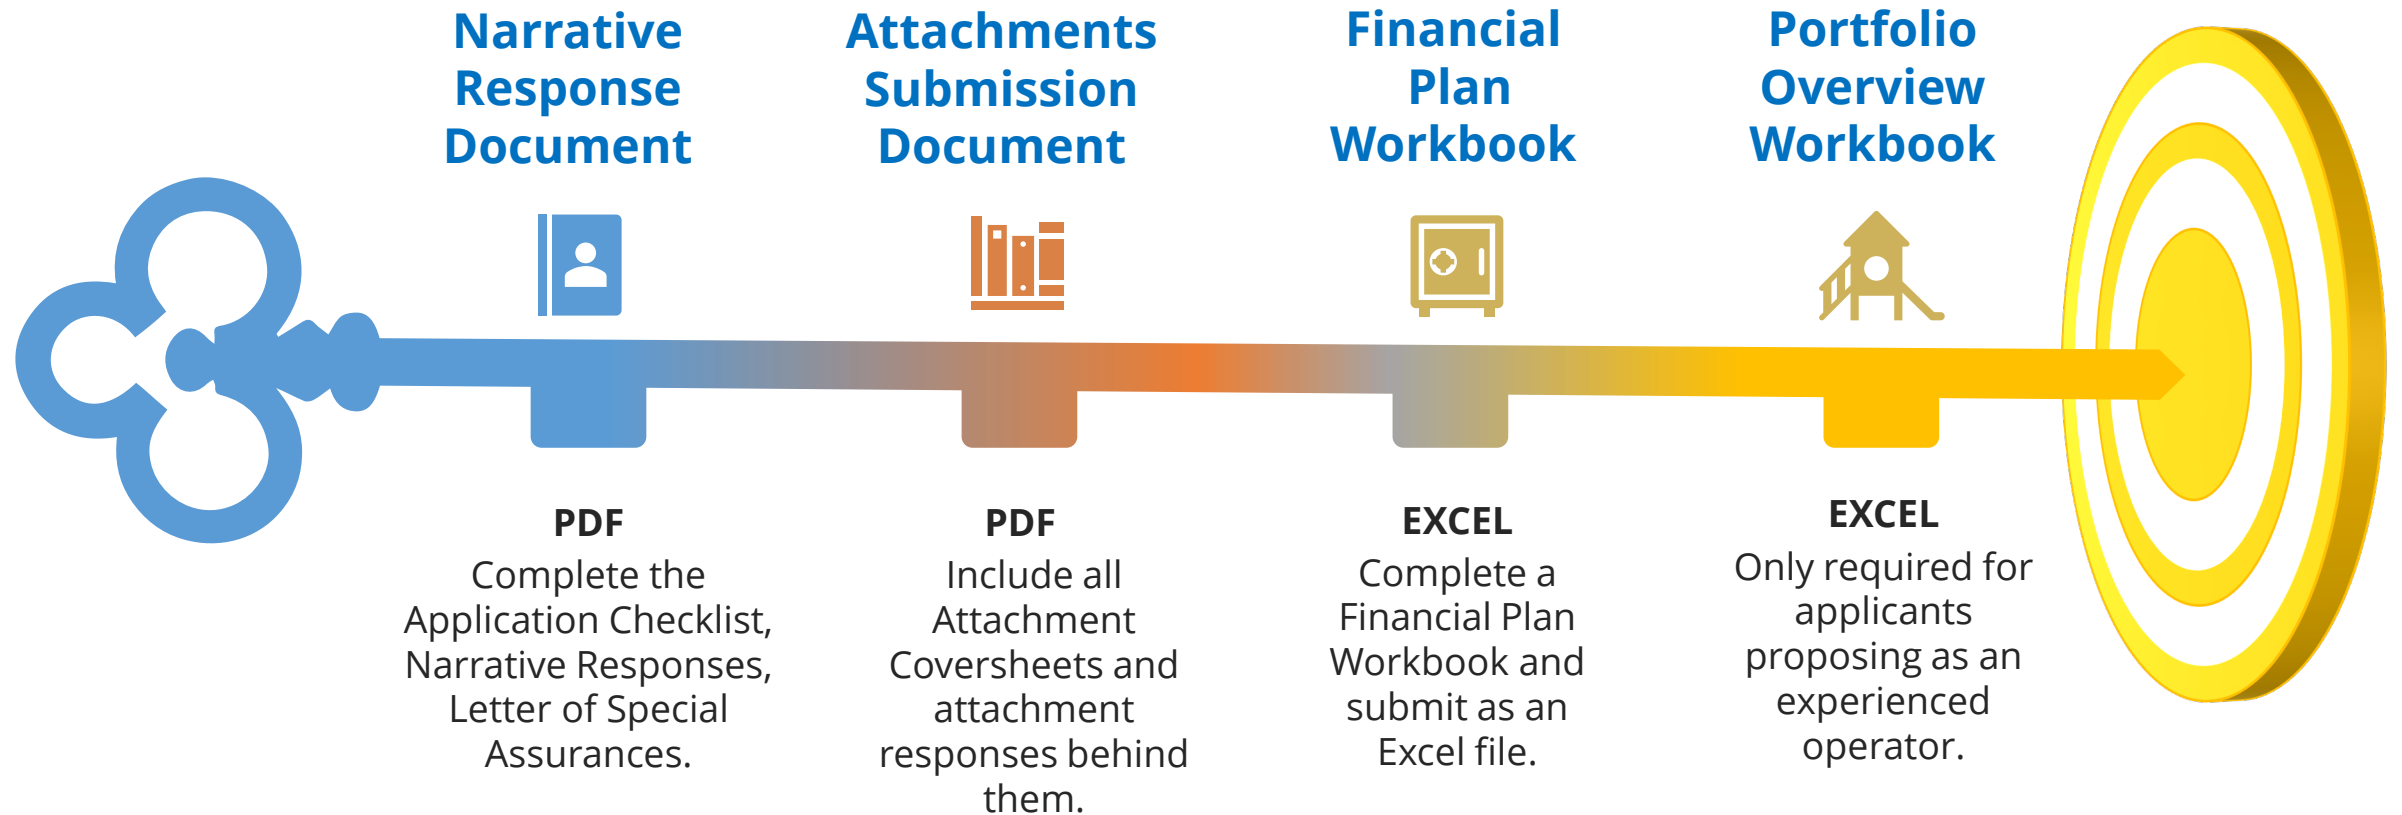 Narrative
Response
Document
Attachments
Submission
Document
Financial
Plan
Workbook
Portfolio
Overview
Workbook
PDF
Complete the
Application Checklist,
Narrative Responses,
Letter of Special
Assurances.
PDF
Include all
Attachment
Coversheets and
attachment
responses behind
them.
EXCEL
Complete a
Financial Plan
Workbook and
submit as an
Excel file.
EXCEL
Only required for
applicants
proposing as an
experienced
operator.